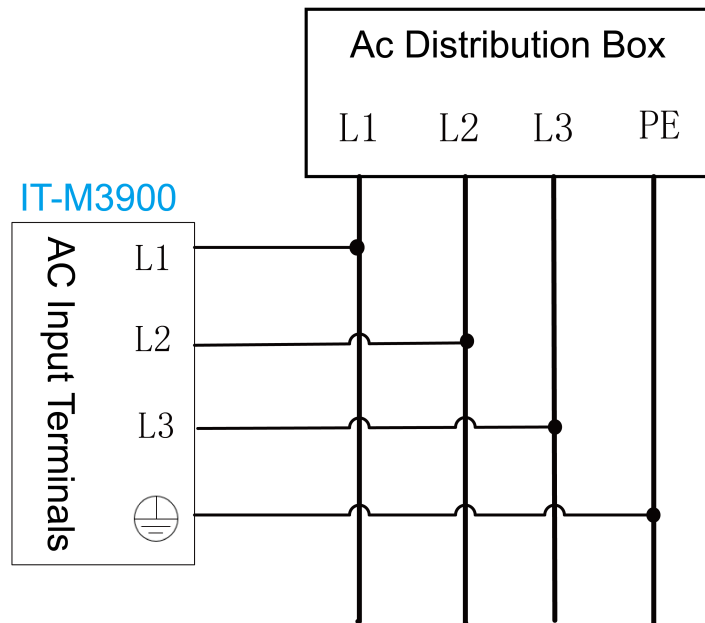 Ac Distribution Box
L1 L2 L3 PE
IT-M3900
AC Input Terminals
L1
L2
L3